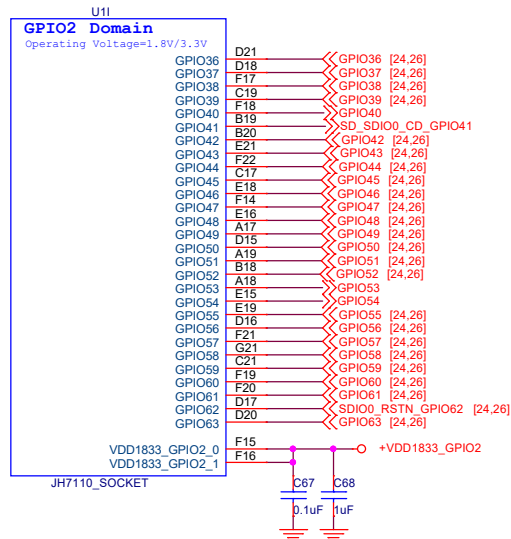 U1I
GPIO2 Domain
Operating Voltage=1.8V/3.3V
GPIO36 D21 GPIO36 [24,26]
GPIO37 D18 GPIO37 [24,26]
GPIO38 F17 GPIO38 [24,26]
GPIO39 C19 GPIO39 [24,26]
GPIO40 F18 GPIO40
GPIO41 B19 SD_SDIO0_CD_GPIO41
GPIO42 B20 GPIO42 [24,26]
GPIO43 E21 GPIO43 [24,26]
GPIO44 F22 GPIO44 [24,26]
GPIO45 C17 GPIO45 [24,26]
GPIO46 E18 GPIO46 [24,26]
GPIO47 F14 GPIO47 [24,26]
GPIO48 E16 GPIO48 [24,26]
GPIO49 A17 GPIO49 [24,26]
GPIO50 D15 GPIO50 [24,26]
GPIO51 A19 GPIO51 [24,26]
GPIO52 B18 GPIO52 [24,26]
GPIO53 A18 GPIO53
GPIO54 E15 GPIO54
GPIO55 E19 GPIO55 [24,26]
GPIO56 D16 GPIO56 [24,26]
GPIO57 F21 GPIO57 [24,26]
GPIO58 G21 GPIO58 [24,26]
GPIO59 C21 GPIO59 [24,26]
GPIO60 F19 GPIO60 [24,26]
GPIO61 F20 GPIO61 [24,26]
GPIO62 D17 SDIO0_RSTN_GPIO62 [24,26]
GPIO63 D20 GPIO63 [24,26]
VDD1833_GPIO2_0 F15 +VDD1833_GPIO2
VDD1833_GPIO2_1 F16
JH7110_SOCKET
C67 C68
0.1uF 1uF